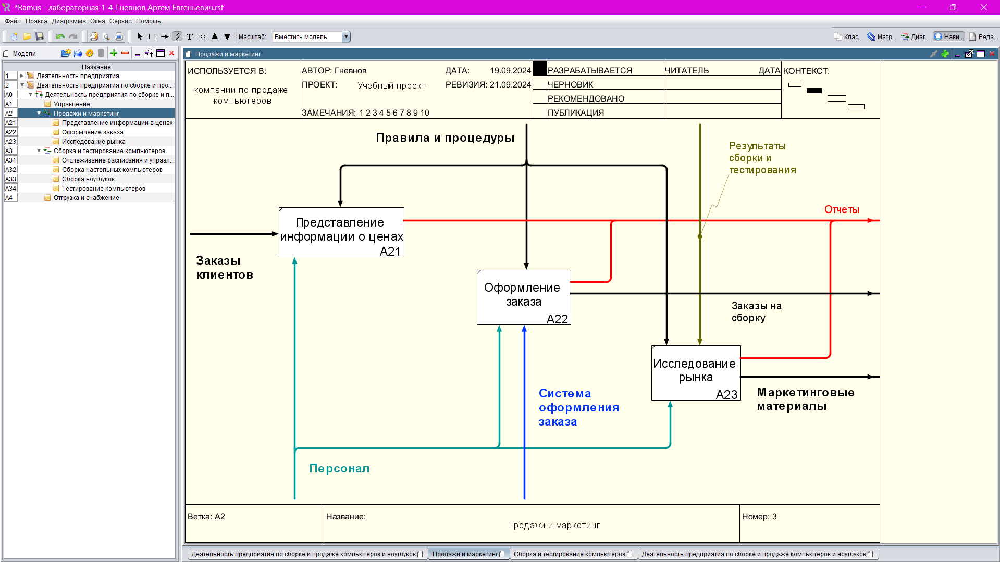 *Ramus - лабораторная 1-4_Гневнов Артем Евгеньевич.rsf
Файл Правка Диаграмма Окна Сервис Помощь
Масштаб: Вместить модель Клас... Матр... Диаг... Нави... Реда...
Модели
Название
1 Деятельность предприятия
2 Деятельность предприятия по сборке и про...
A0 Деятельность предприятия по сборке и п...
A1 Управление
A2 Продажи и маркетинг
A21 Представление информации о ценах
A22 Оформление заказа
A23 Исследование рынка
A3 Сборка и тестирование компьютеров
A31 Отслеживание расписания и управл...
A32 Сборка настольных компьютеров
A33 Сборка ноутбуков
A34 Тестирование компьютеров
A4 Отгрузка и снабжение
Продажи и маркетинг
ИСПОЛЬЗУЕТСЯ В:
компании по продаже
компьютеров
АВТОР: Гневнов ДАТА: 19.09.2024
ПРОЕКТ: Учебный проект РЕВИЗИЯ: 21.09.2024
ЗАМЕЧАНИЯ: 1 2 3 4 5 6 7 8 9 10
РАЗРАБАТЫВАЕТСЯ
ЧЕРНОВИК
РЕКОМЕНДОВАНО
ПУБЛИКАЦИЯ
ЧИТАТЕЛЬ ДАТА
КОНТЕКСТ:
Правила и процедуры
Результаты
сборки и
тестирования
Отчеты
Представление
информации о ценах
A21
Заказы
клиентов
Оформление
заказа
A22
Заказы на
сборку
Исследование
рынка
A23
Маркетинговые
материалы
Система
оформления
заказа
Персонал
Ветка: A2
Название:
Продажи и маркетинг
Номер: 3
Деятельность предприятия по сборке и продаже компьютеров и ноутбуков
Продажи и маркетинг
Сборка и тестирование компьютеров
Деятельность предприятия по сборке и продаже компьютеров и ноутбуков